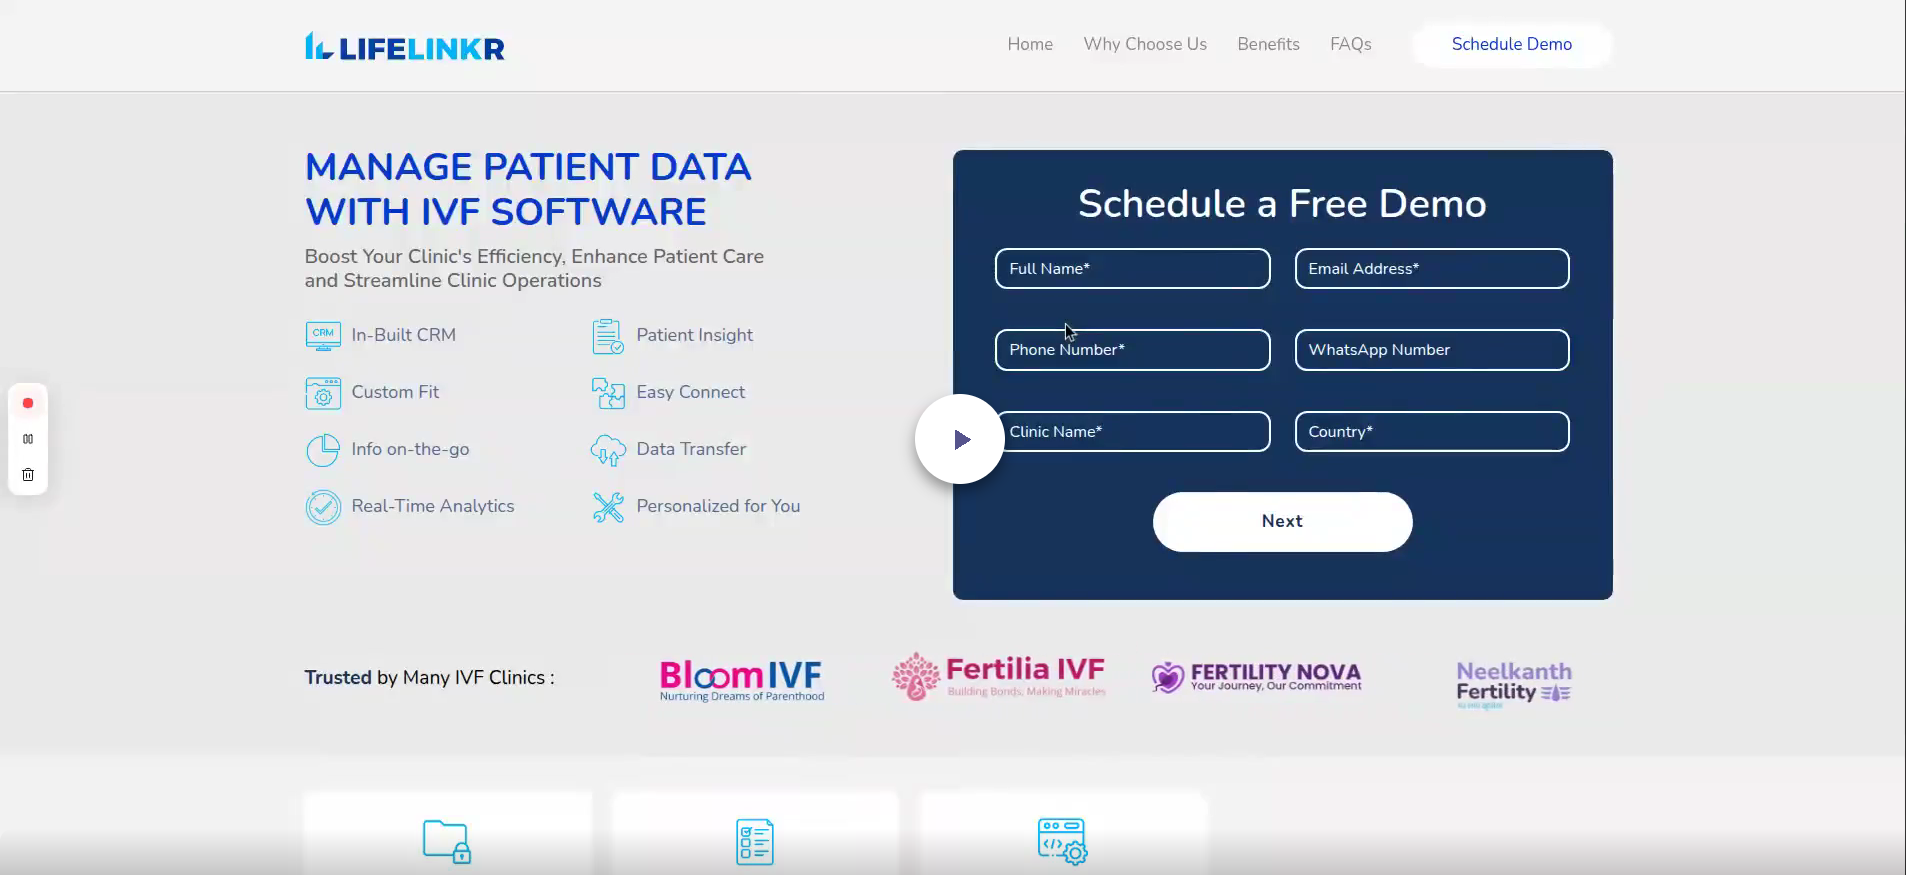 LIFELINKR
Home
Why Choose Us
Benefits
FAQs
Schedule Demo
MANAGE PATIENT DATA
WITH IVF SOFTWARE
Boost Your Clinic's Efficiency, Enhance Patient Care
and Streamline Clinic Operations
CRM
In-Built CRM
Patient Insight
Custom Fit
Easy Connect
Info on-the-go
Data Transfer
Real-Time Analytics
Personalized for You
Schedule a Free Demo
Full Name*
Email Address*
Phone Number*
WhatsApp Number
Clinic Name*
Country*
Next
Trusted by Many IVF Clinics :
Bloom IVF
Nurturing Dreams of Parenthood
Fertilia IVF
Building Bonds, Making Miracles
FERTILITY NOVA
Your Journey, Our Commitment
Neelkanth
Fertility